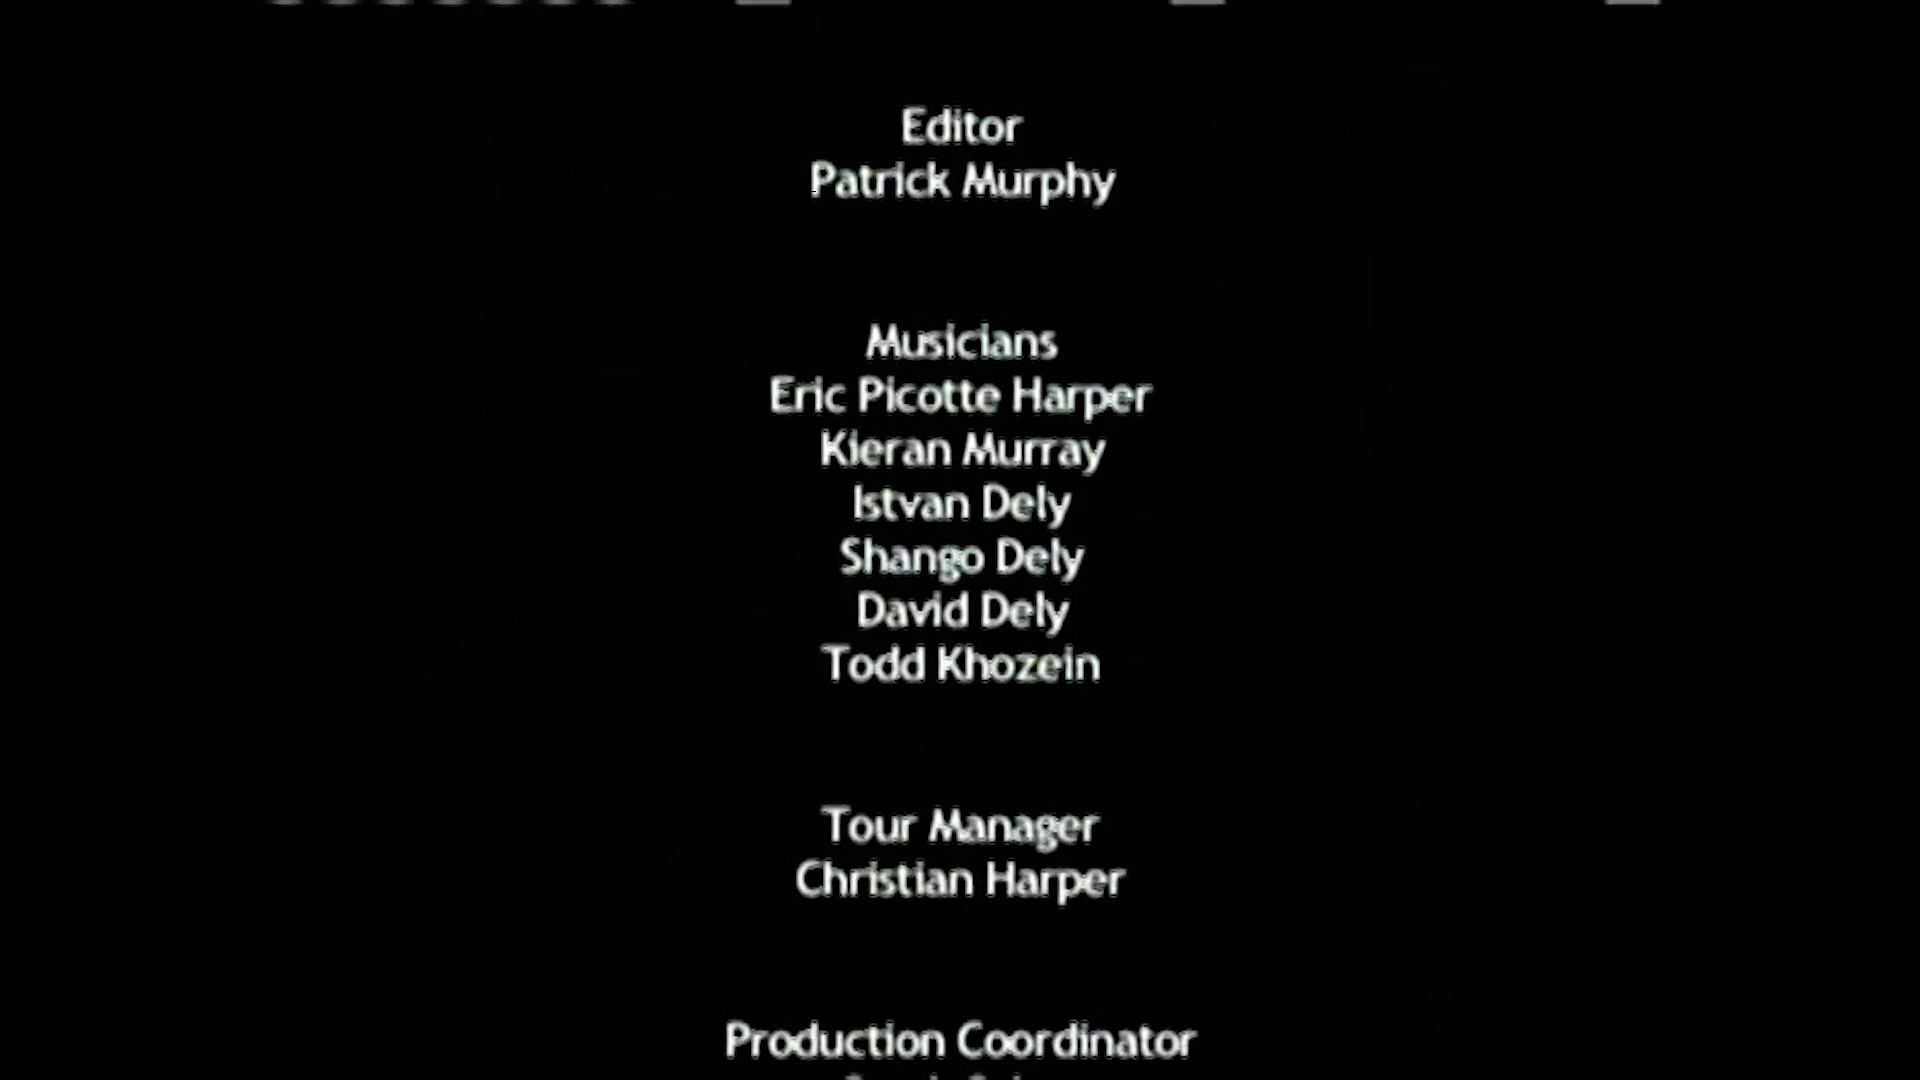 Editor
Patrick Murphy
Musicians
Eric Picotte Harper
Kieran Murray
Istvan Dely
Shango Dely
David Dely
Todd Khozein
Tour Manager
Christian Harper
Production Coordinator